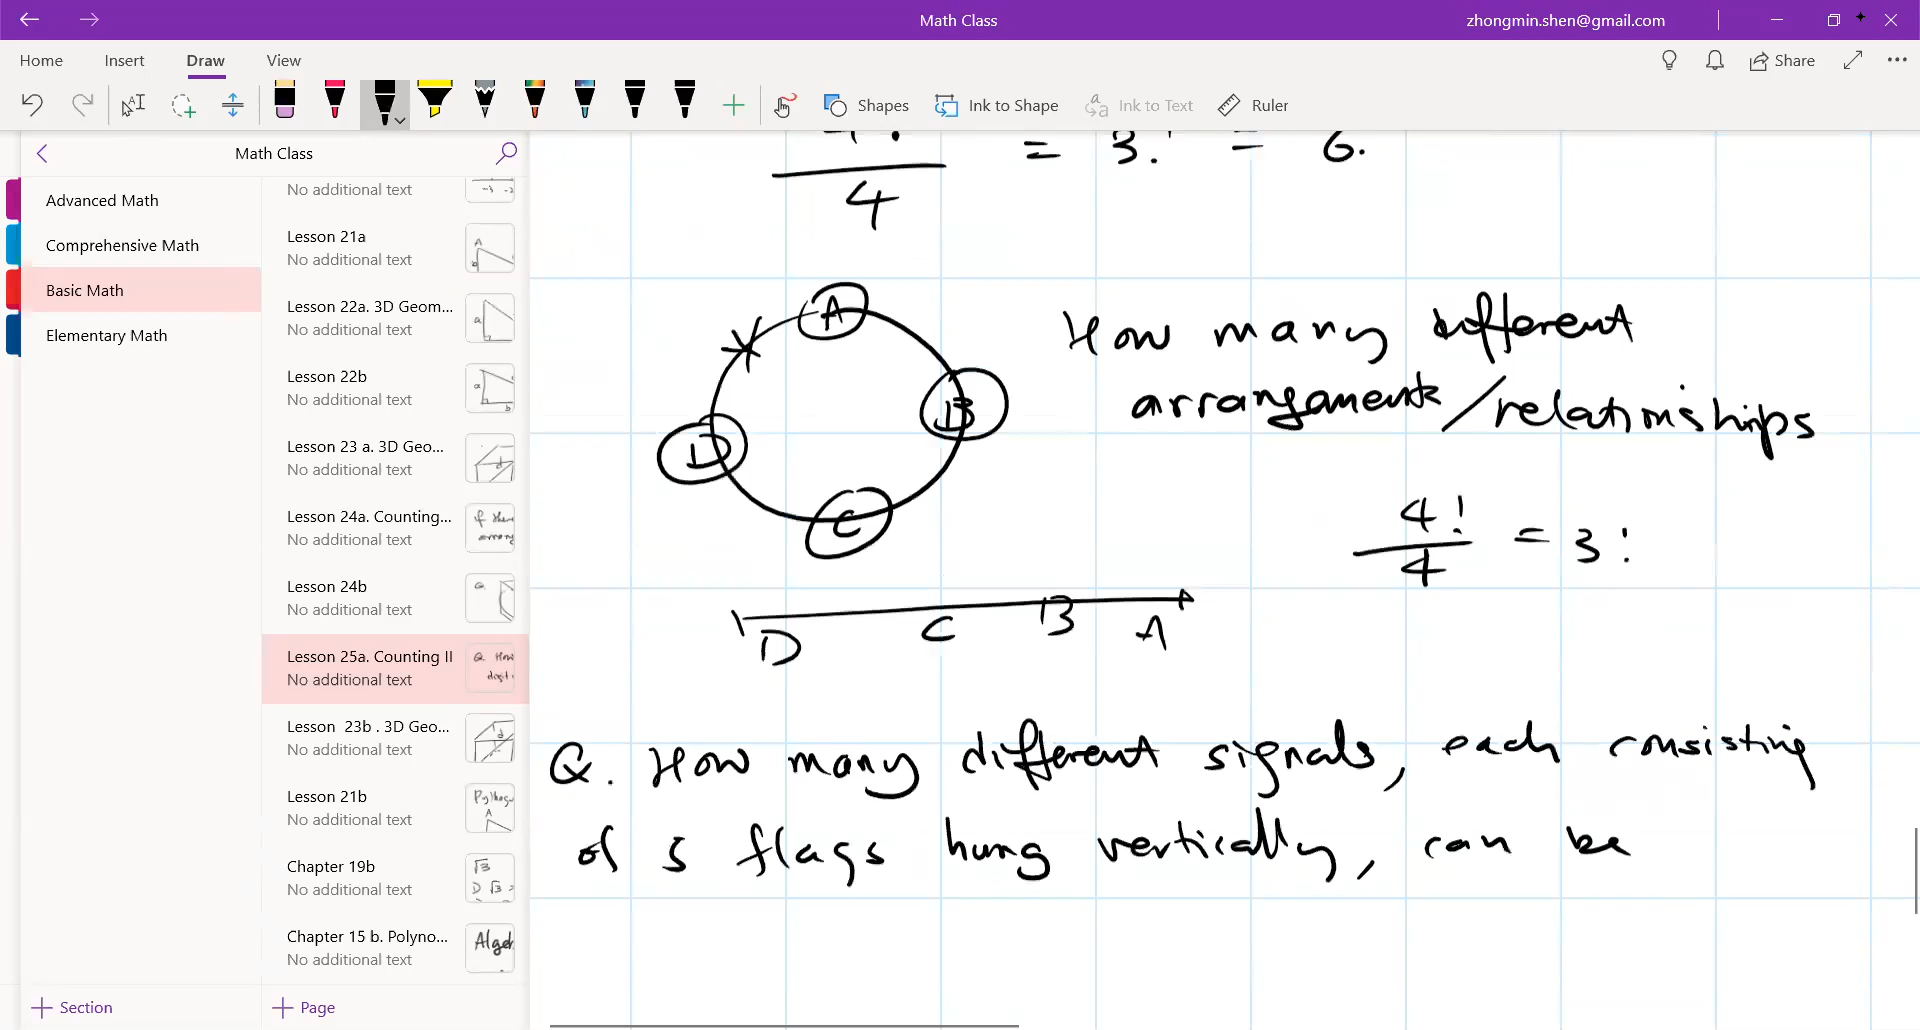 Math Class
zhongmin.shen@gmail.com
Home
Insert
Draw
View
Share
Shapes
Ink to Shape
Ink to Text
Ruler
Math Class
Advanced Math
Comprehensive Math
Basic Math
Elementary Math
No additional text
Lesson 21a
No additional text
Lesson 22a. 3D Geom...
No additional text
Lesson 22b
No additional text
Lesson 23 a. 3D Geo...
No additional text
Lesson 24a. Counting...
No additional text
Lesson 24b
No additional text
Lesson 25a. Counting II
No additional text
Lesson 23b . 3D Geo...
No additional text
Lesson 21b
No additional text
Chapter 19b
No additional text
Chapter 15 b. Polyno...
No additional text
Section
Page
4 = 3! = 6.
A
B
C
D
How many different
arrangements/relationships
4!
4 = 3!
D C B A
Q. How many different signals, each consisting
of 5 flags hung vertically, can be